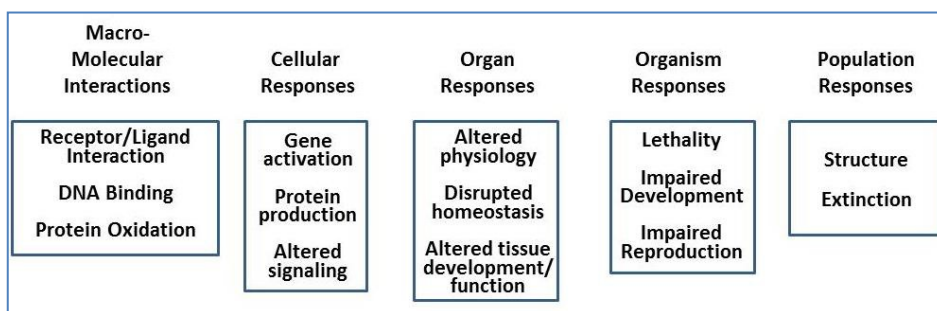 Macro-
Molecular
Interactions
Cellular
Responses
Organ
Responses
Organism
Responses
Population
Responses
Receptor/Ligand
Interaction
DNA Binding
Protein Oxidation
Gene
activation
Protein
production
Altered
signaling
Altered
physiology
Disrupted
homeostasis
Altered tissue
development/
function
Lethality
Impaired
Development
Impaired
Reproduction
Structure
Extinction